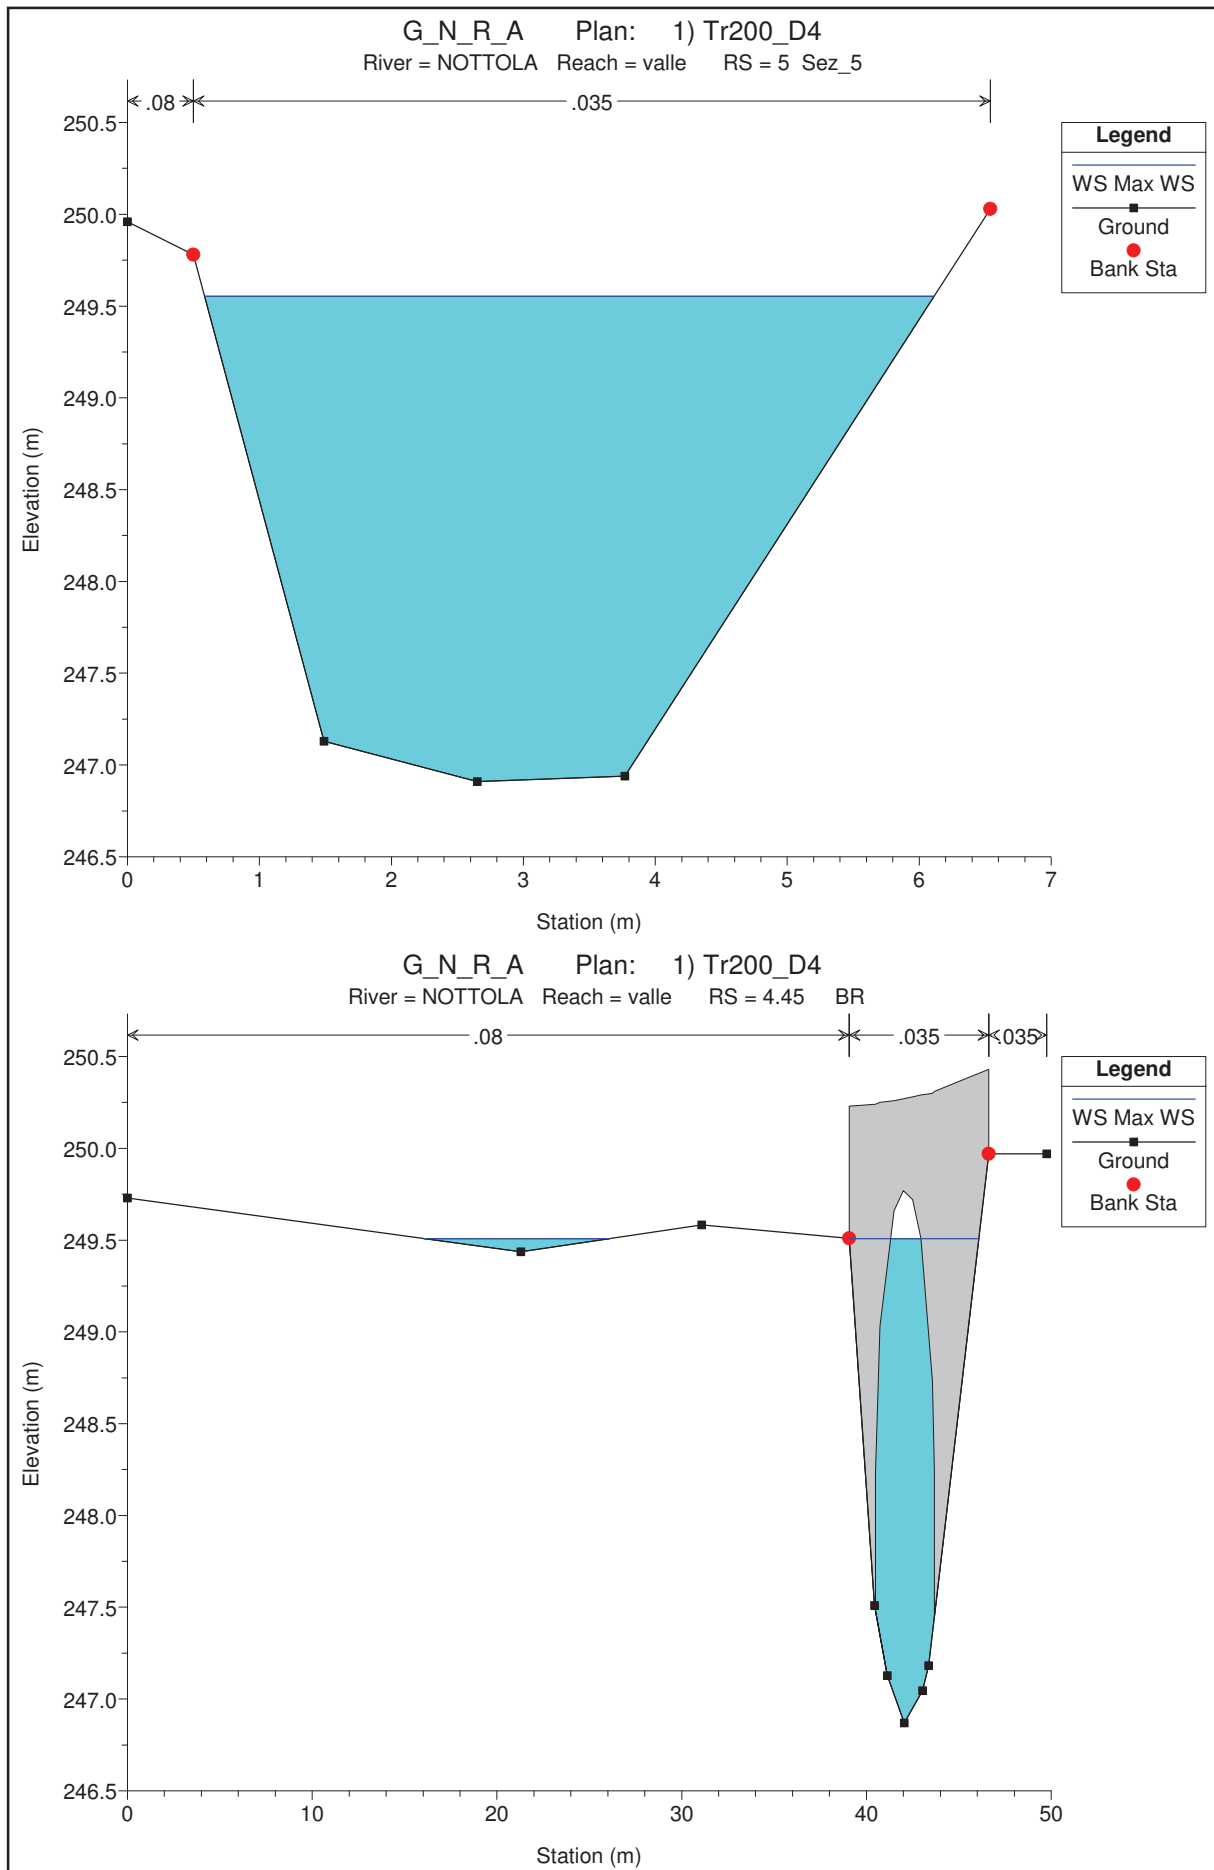 G_N_R_A Plan: 1) Tr200_D4
River = NOTTOLA Reach = valle RS = 5 Sez_5
.08 .035
250.5
250.0
249.5
249.0
248.5
248.0
247.5
247.0
246.5
Elevation (m)
0 1 2 3 4 5 6 7
Station (m)
Legend
WS Max WS
Ground
Bank Sta
G_N_R_A Plan: 1) Tr200_D4
River = NOTTOLA Reach = valle RS = 4.45 BR
.08 .035 .035
250.5
250.0
249.5
249.0
248.5
248.0
247.5
247.0
246.5
Elevation (m)
0 10 20 30 40 50
Station (m)
Legend
WS Max WS
Ground
Bank Sta